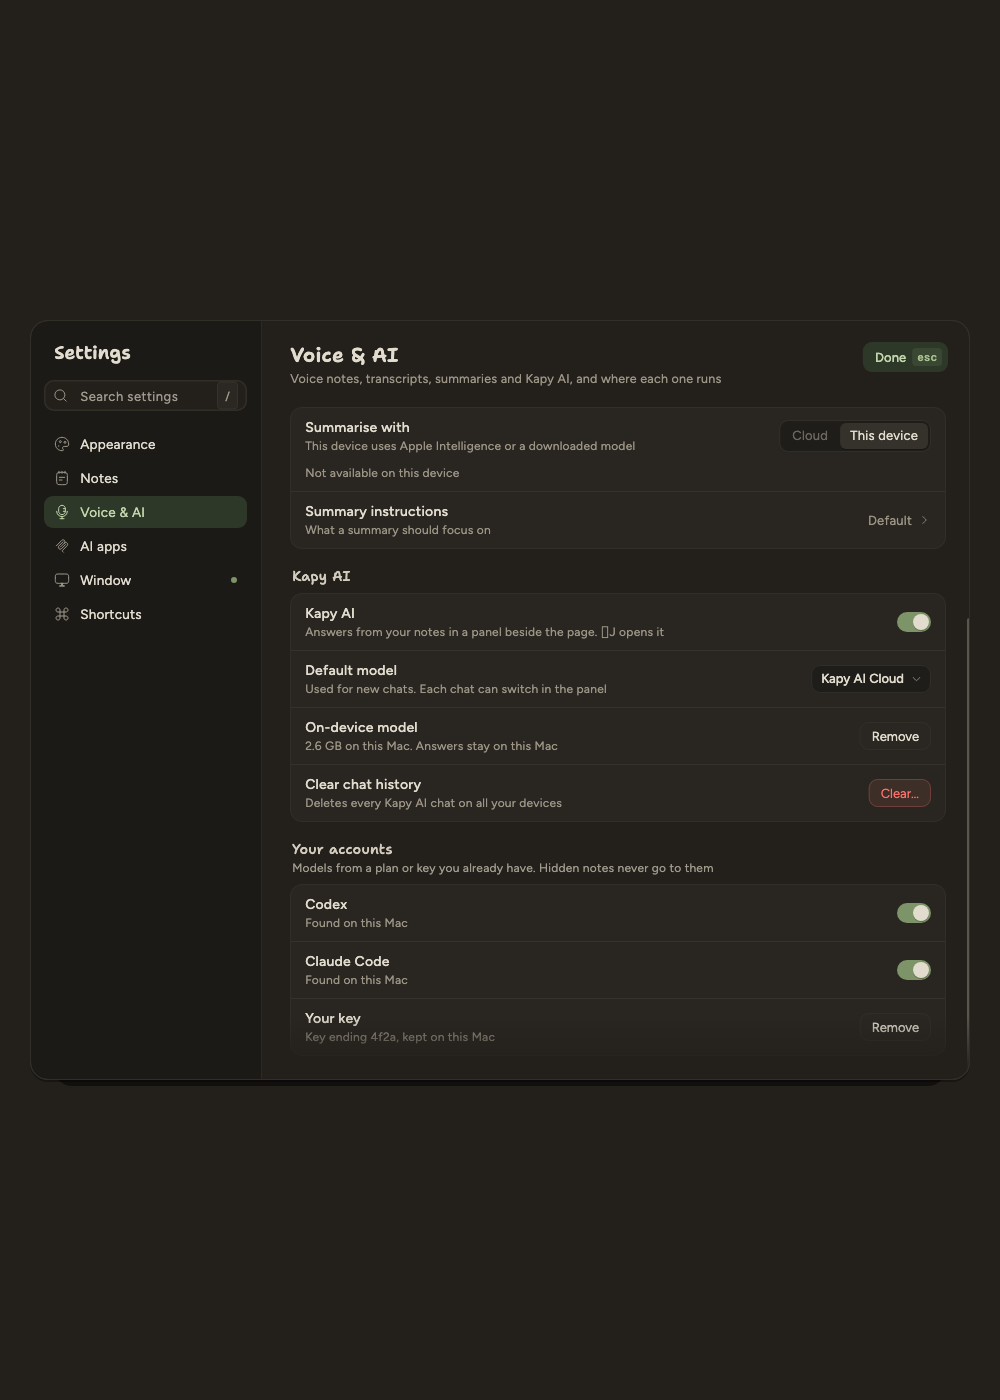 Settings
Search settings /
Appearance
Notes
Voice & AI
AI apps
Window
Shortcuts
Voice & AI
Voice notes, transcripts, summaries and Kapy AI, and where each one runs
Done esc
Summarise with
This device uses Apple Intelligence or a downloaded model
Cloud This device
Not available on this device
Summary instructions
What a summary should focus on
Default
Kapy AI
Kapy AI
Answers from your notes in a panel beside the page. ▯J opens it
Default model
Used for new chats. Each chat can switch in the panel
Kapy AI Cloud
On-device model
2.6 GB on this Mac. Answers stay on this Mac
Remove
Clear chat history
Deletes every Kapy AI chat on all your devices
Clear...
Your accounts
Models from a plan or key you already have. Hidden notes never go to them
Codex
Found on this Mac
Claude Code
Found on this Mac
Your key
Key ending 4f2a, kept on this Mac
Remove